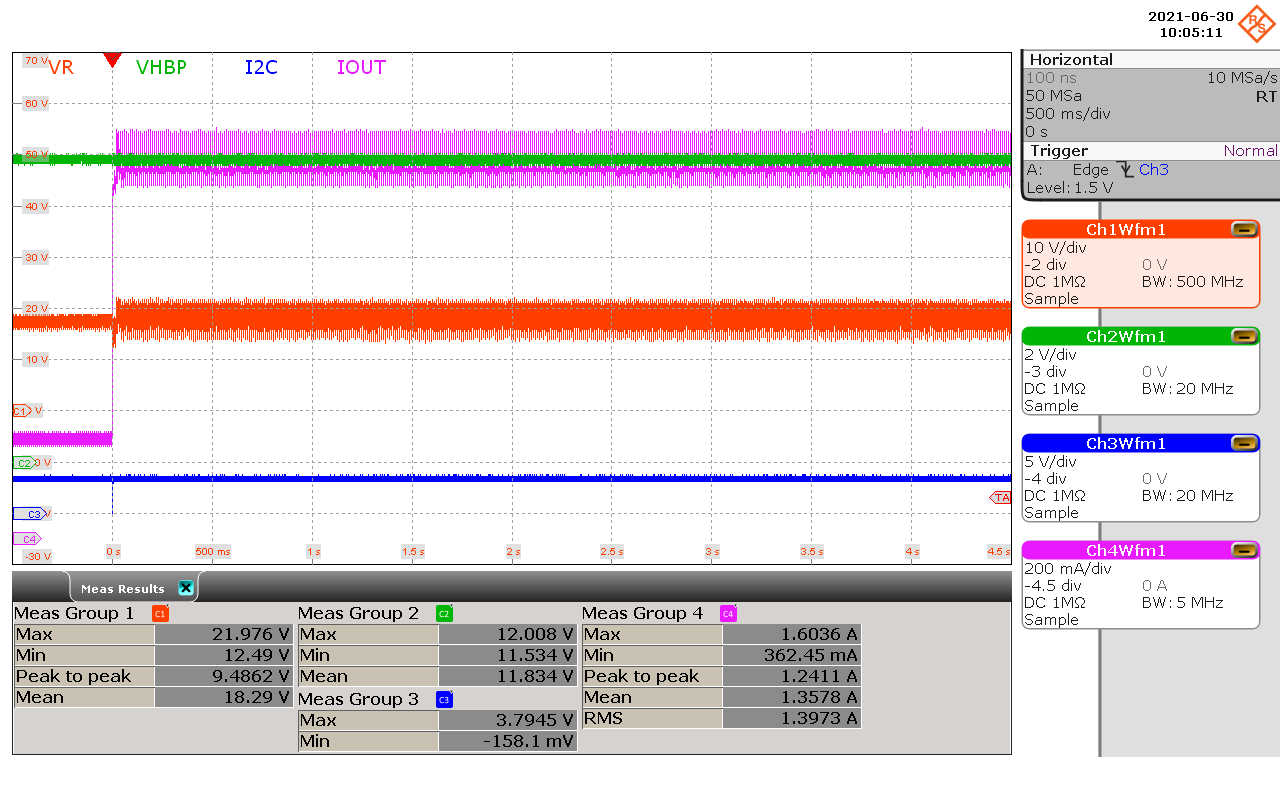 2021-06-30
10:05:11
R S
VR VHBP I2C IOUT
70 V
60 V
50 V
40 V
30 V
20 V
10 V
C1 V
C2 0 V
C3 V
C4
-30 V
TA
0 s 500 ms 1 s 1.5 s 2 s 2.5 s 3 s 3.5 s 4 s 4.5 s
Horizontal
100 ns 10 MSa/s
50 MSa RT
500 ms/div
0 s
Trigger Normal
A: Edge Ch3
Level: 1.5 V
Ch1Wfm1
10 V/div
-2 div 0 V
DC 1MΩ BW: 500 MHz
Sample
Ch2Wfm1
2 V/div
-3 div 0 V
DC 1MΩ BW: 20 MHz
Sample
Ch3Wfm1
5 V/div
-4 div 0 V
DC 1MΩ BW: 20 MHz
Sample
Ch4Wfm1
200 mA/div
-4.5 div 0 A
DC 1MΩ BW: 5 MHz
Sample
Meas Results
Meas Group 1 C1
Max 21.976 V
Min 12.49 V
Peak to peak 9.4862 V
Mean 18.29 V
Meas Group 2 C2
Max 12.008 V
Min 11.534 V
Mean 11.834 V
Meas Group 3 C3
Max 3.7945 V
Min -158.1 mV
Meas Group 4 C4
Max 1.6036 A
Min 362.45 mA
Peak to peak 1.2411 A
Mean 1.3578 A
RMS 1.3973 A